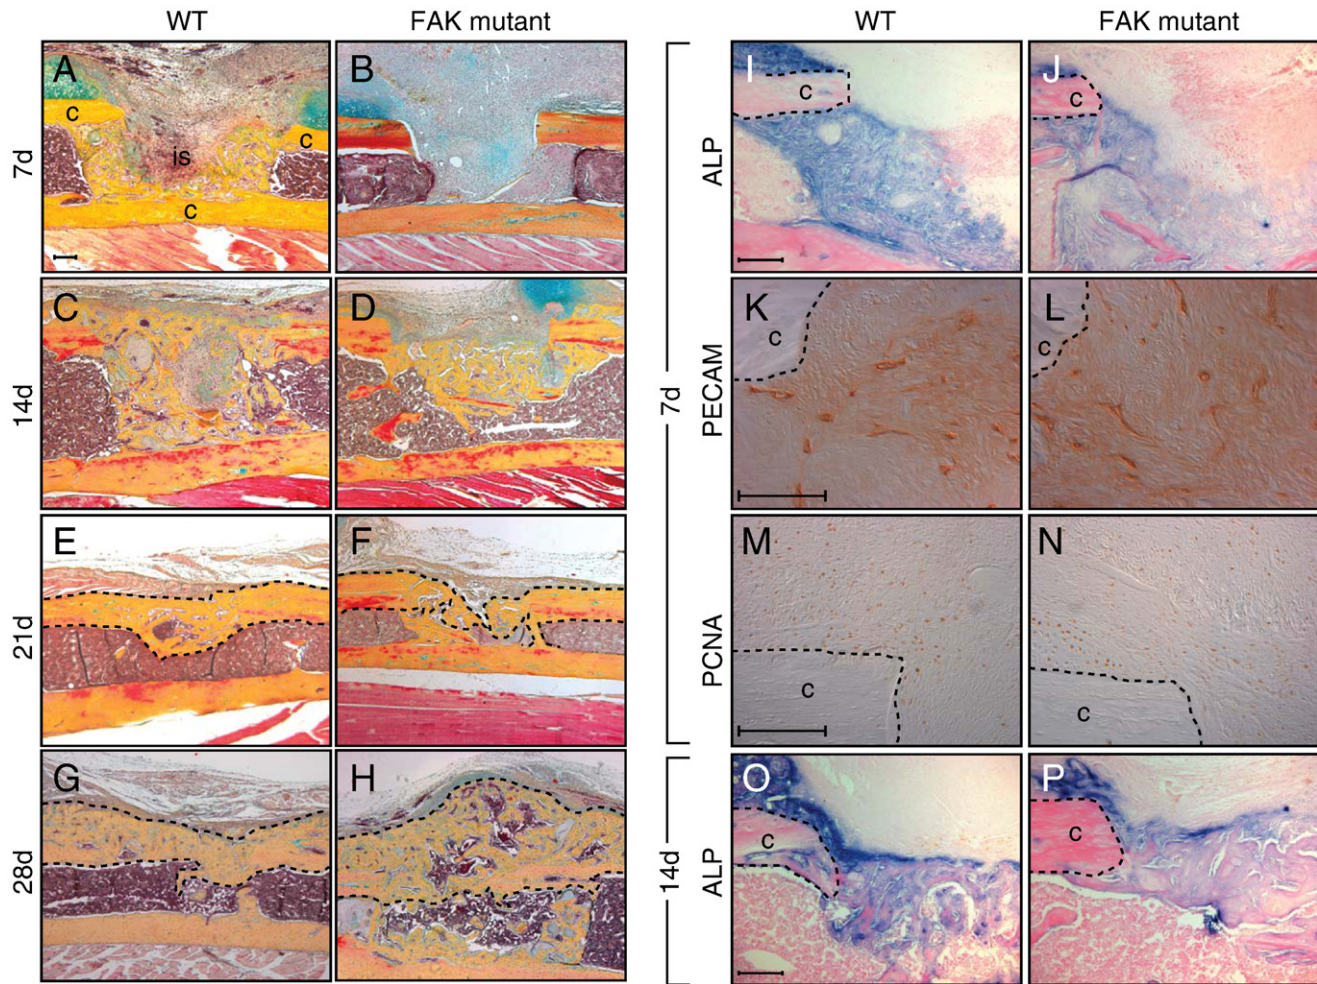 WT FAK mutant WT FAK mutant
7d
A B
c c is c
14d
C D
21d
E F
28d
G H
7d
ALP
I J
c c
PECAM
K L
c c
PCNA
M N
c c
14d
ALP
O P
c c